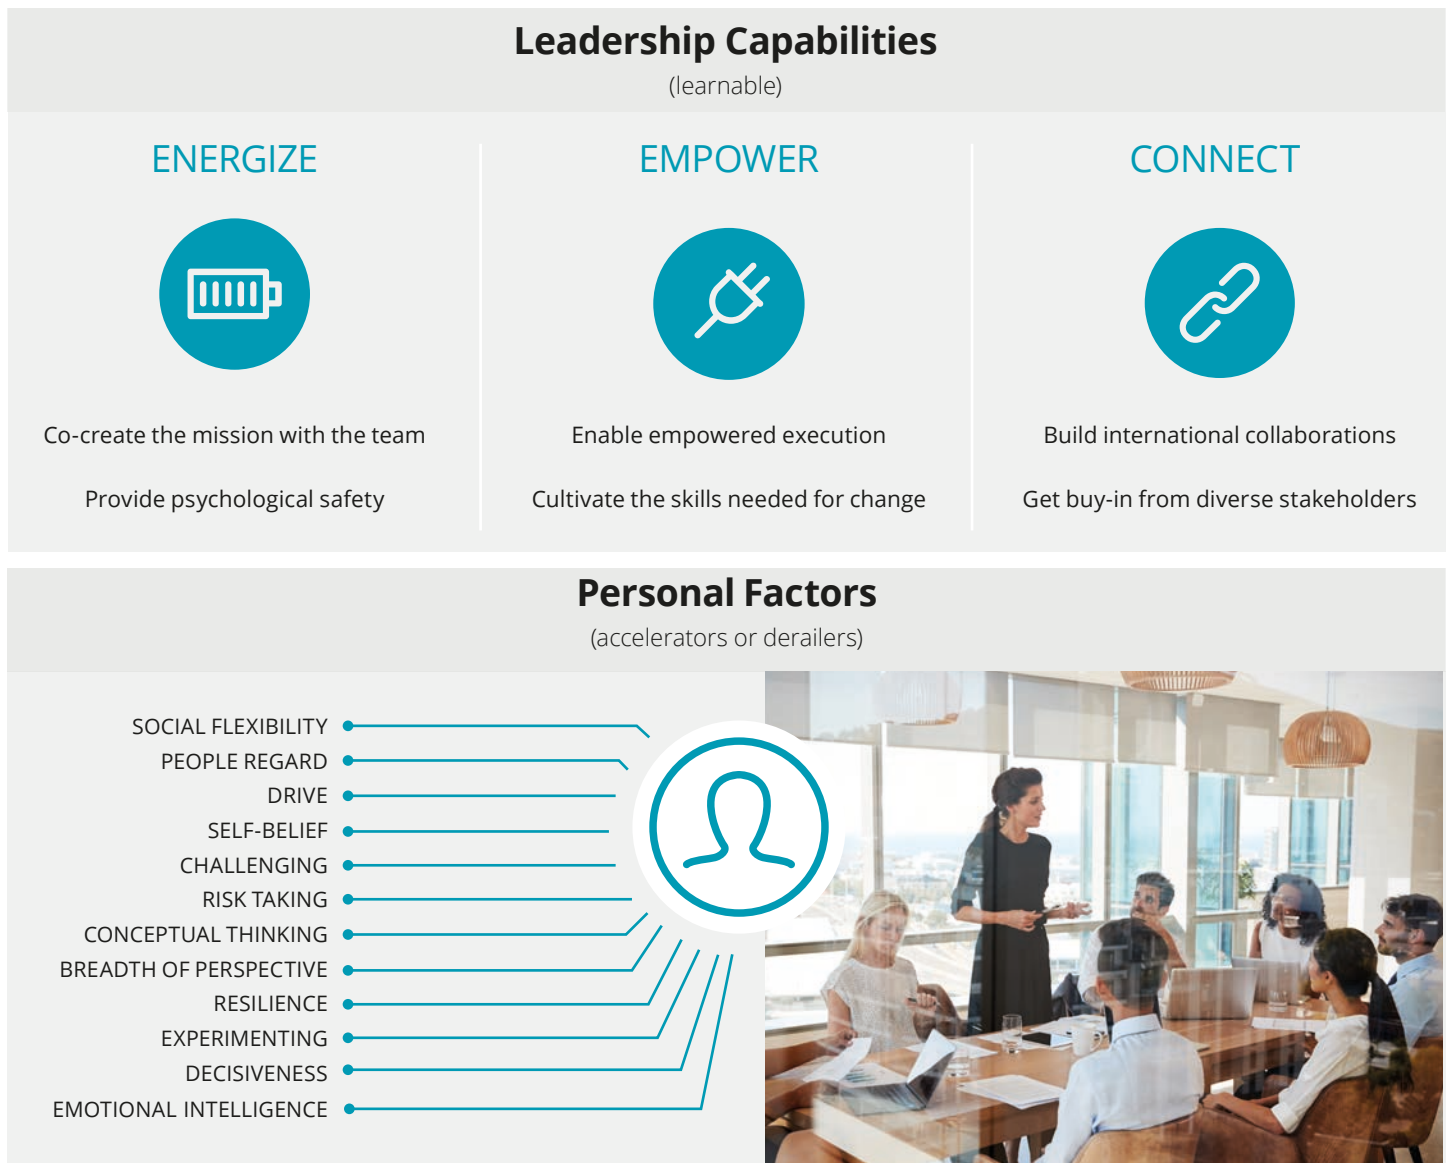 Leadership Capabilities
(learnable)
ENERGIZE
Co-create the mission with the team
Provide psychological safety
EMPOWER
Enable empowered execution
Cultivate the skills needed for change
CONNECT
Build international collaborations
Get buy-in from diverse stakeholders
Personal Factors
(accelerators or derailers)
SOCIAL FLEXIBILITY
PEOPLE REGARD
DRIVE
SELF-BELIEF
CHALLENGING
RISK TAKING
CONCEPTUAL THINKING
BREADTH OF PERSPECTIVE
RESILIENCE
EXPERIMENTING
DECISIVENESS
EMOTIONAL INTELLIGENCE